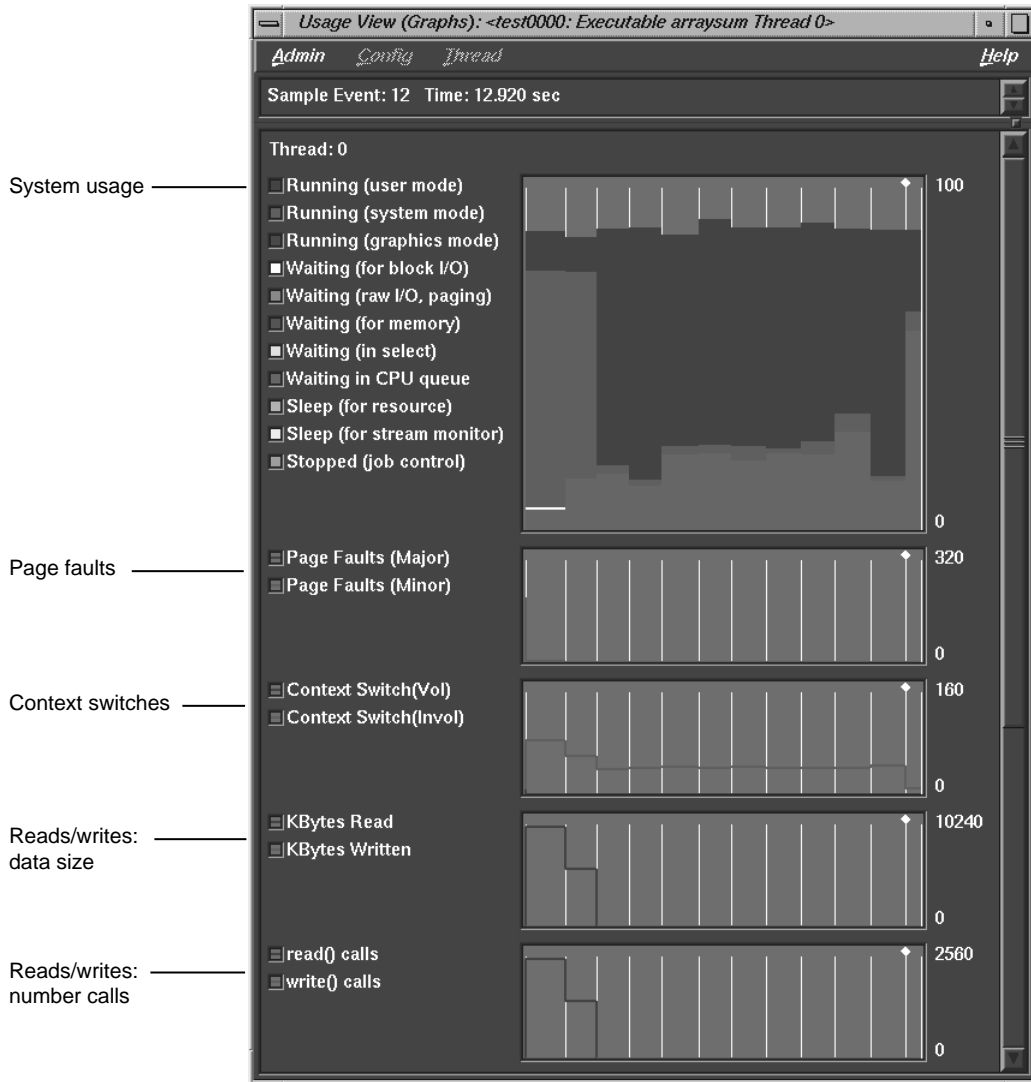 Usage View (Graphs): <test0000: Executable arraysum Thread 0>
Admin Config Thread Help
Sample Event: 12 Time: 12.920 sec
Thread: 0
System usage
Running (user mode)
Running (system mode)
Running (graphics mode)
Waiting (for block I/O)
Waiting (raw I/O, paging)
Waiting (for memory)
Waiting (in select)
Waiting in CPU queue
Sleep (for resource)
Sleep (for stream monitor)
Stopped (job control)
100
0
Page faults
Page Faults (Major)
Page Faults (Minor)
320
0
Context switches
Context Switch(Vol)
Context Switch(Invol)
160
0
Reads/writes:
data size
KBytes Read
KBytes Written
10240
0
Reads/writes:
number calls
read() calls
write() calls
2560
0